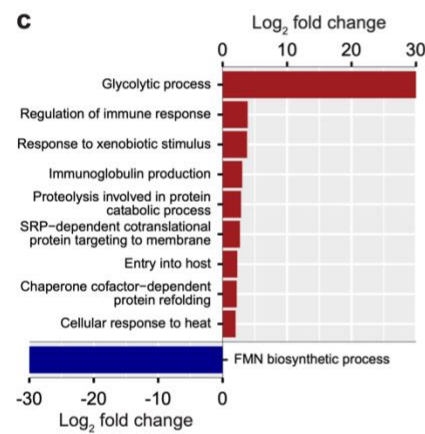 C
Log2 fold change
0 10 20 30
Glycolytic process
Regulation of immune response
Response to xenobiotic stimulus
Immunoglobulin production
Proteolysis involved in protein
catabolic process
SRP−dependent cotranslational
protein targeting to membrane
Entry into host
Chaperone cofactor−dependent
protein refolding
Cellular response to heat
FMN biosynthetic process
-30 -20 -10 0
Log2 fold change